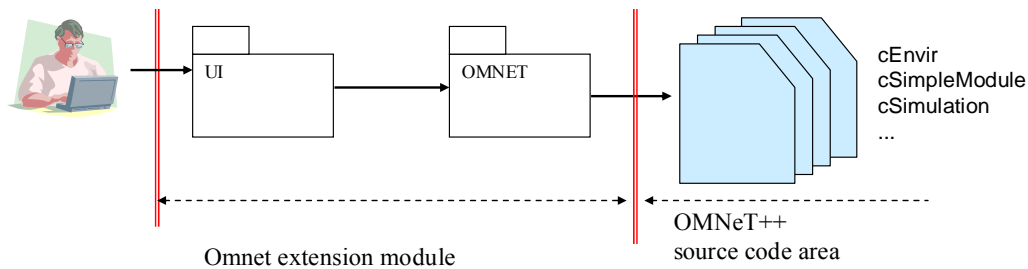 UI
OMNET
cEnvir
cSimpleModule
cSimulation
...
Omnet extension module
OMNeT++
source code area